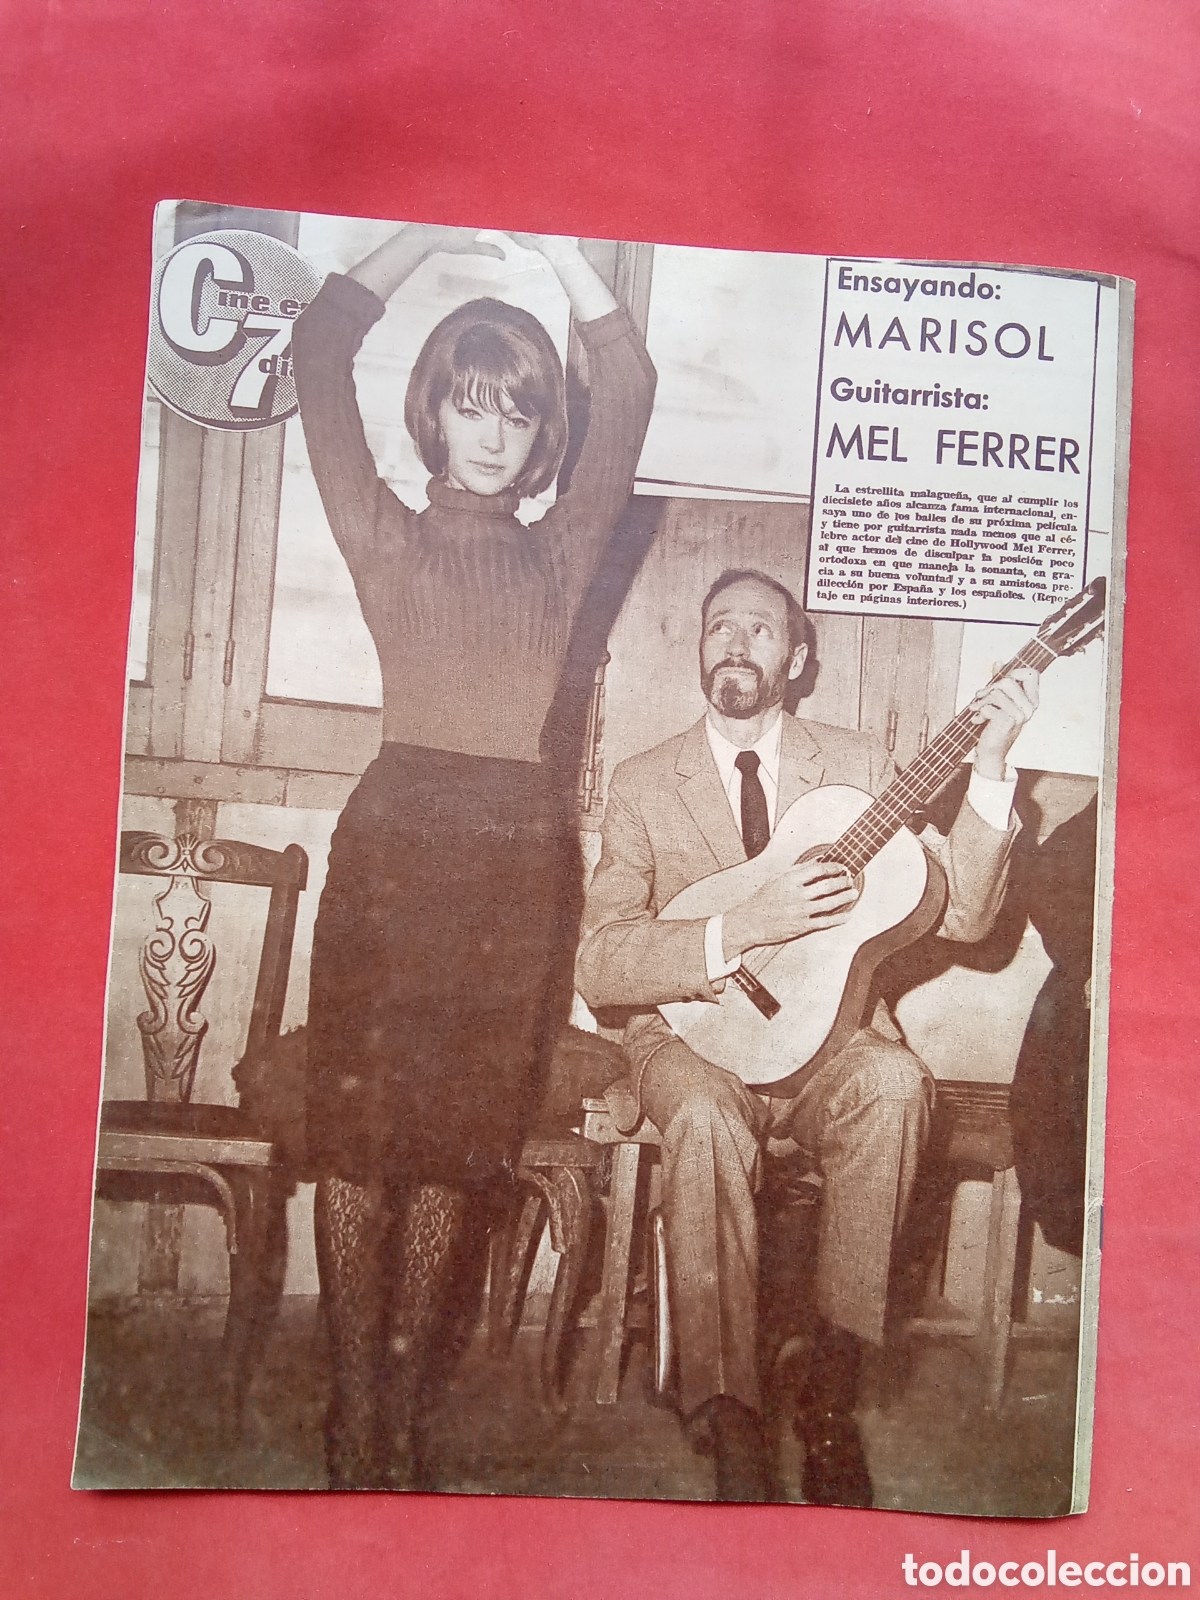 Cine en
7
dí
Ensayando:
MARISOL
Guitarrista:
MEL FERRER
La estrellita malagueña, que al cumplir los
diecisiete años alcanza fama internacional, en-
saya uno de los bailes de su próxima película
y tiene por guitarrista nada menos que al cé-
lebre actor del cine de Hollywood Mel Ferrer,
al que hemos de disculpar la posición poco
ortodoxa en que maneja la sonanta, en gra-
cia a su buena voluntad y a su amistosa pre-
dilección por España y los españoles. (Repor-
taje en páginas interiores.)
todocoleccion.net